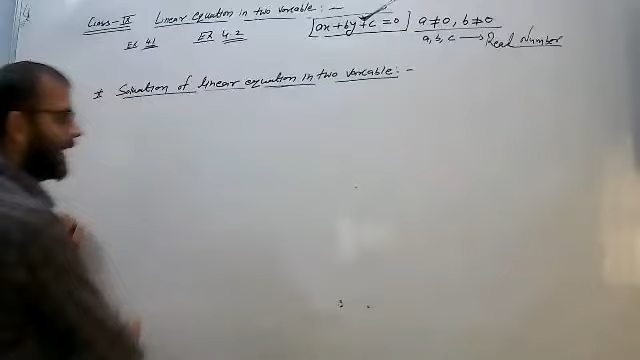 Class-IX Linear equation in two variable:- [ax+by+c=0] a≠0, b≠0
Ex 4.1 EX 4.2 a, b, c → Real Number
* Soluation of linear equation in two variable:-